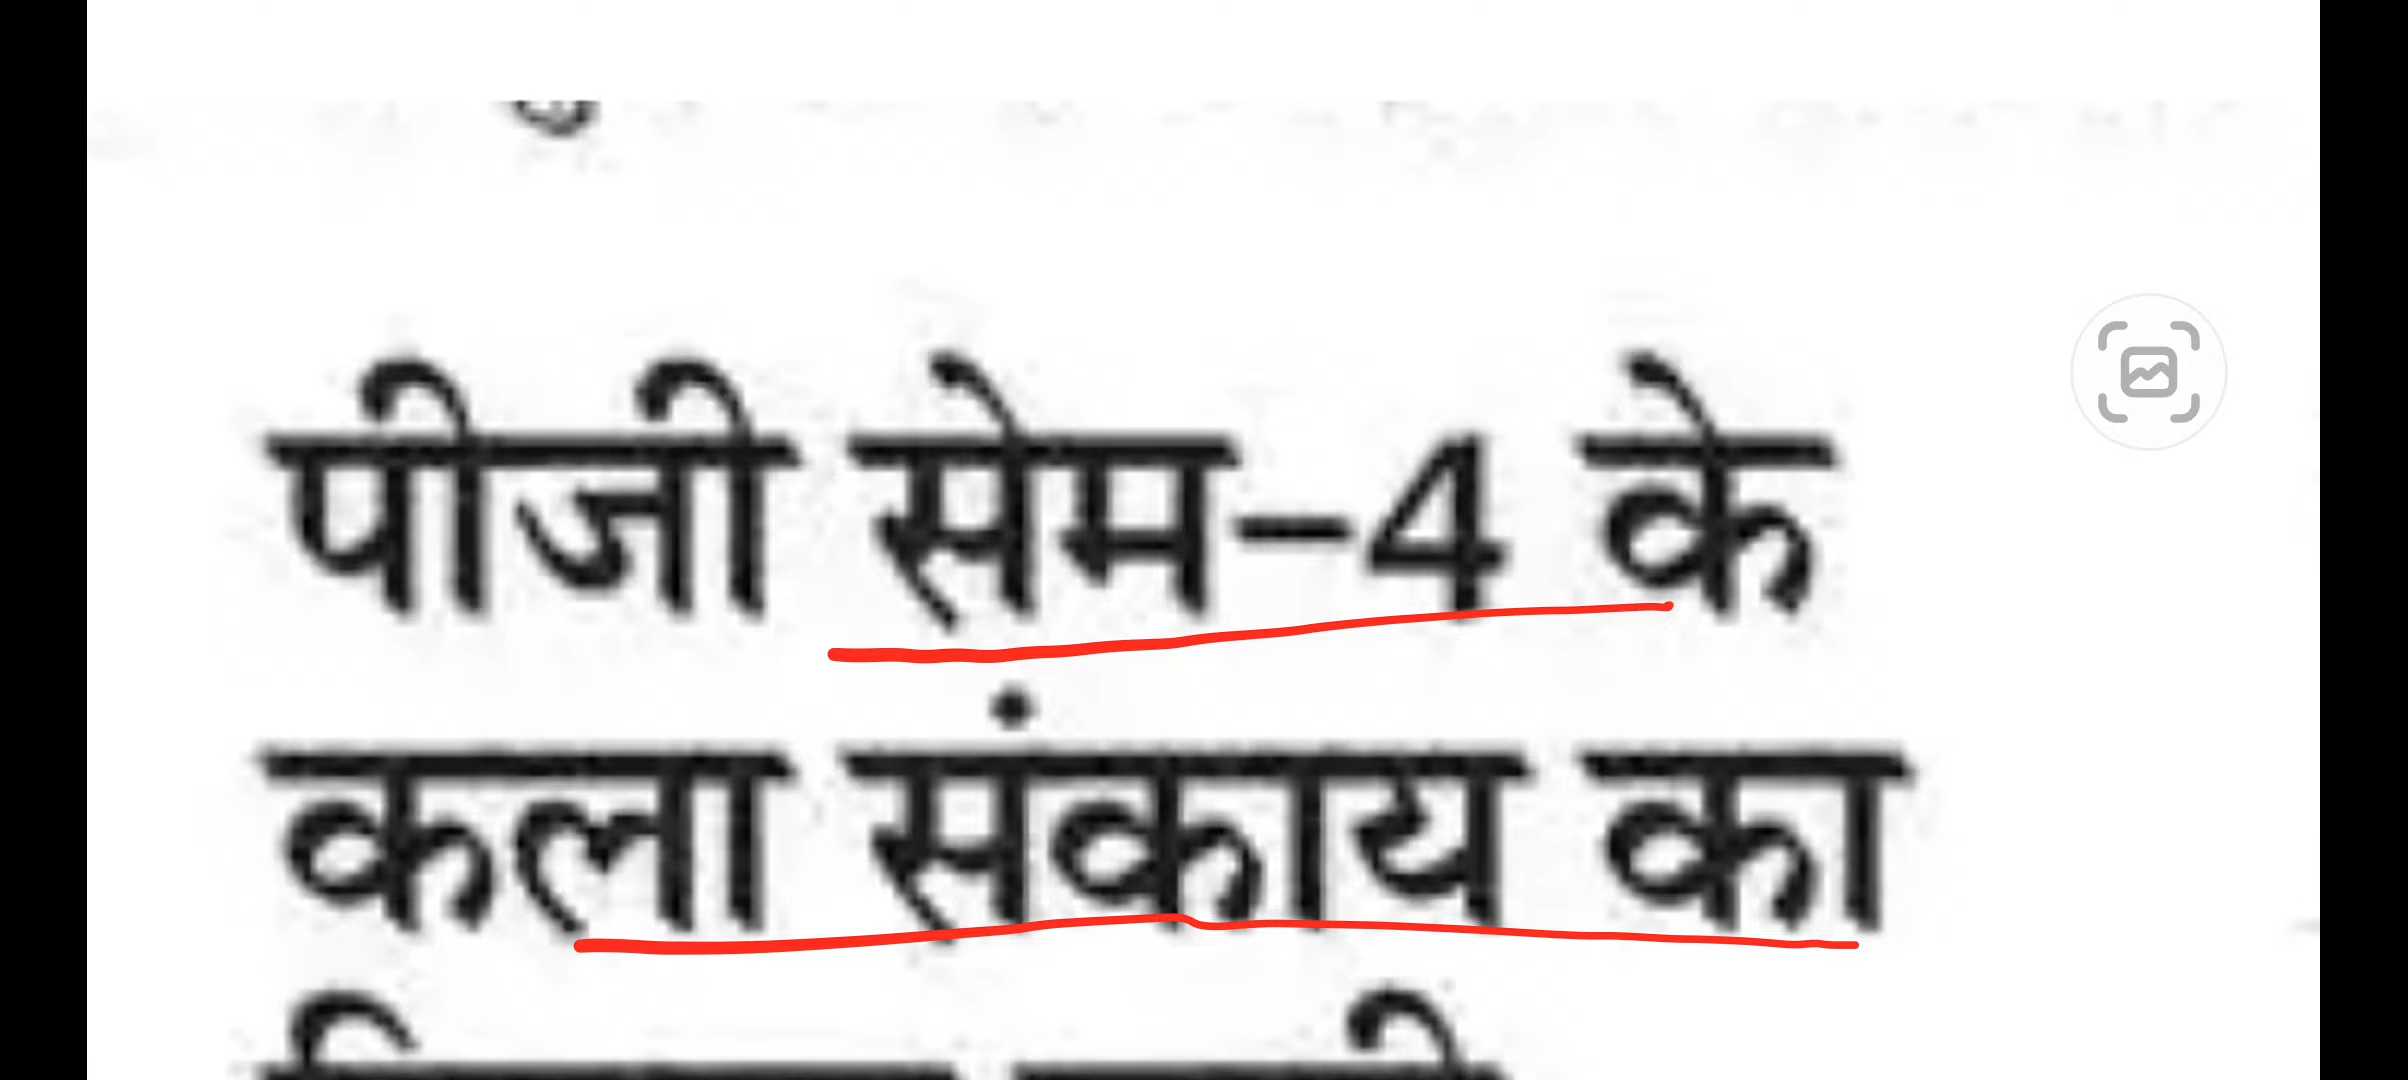 पीजी सेम–4 के
कला संकाय का